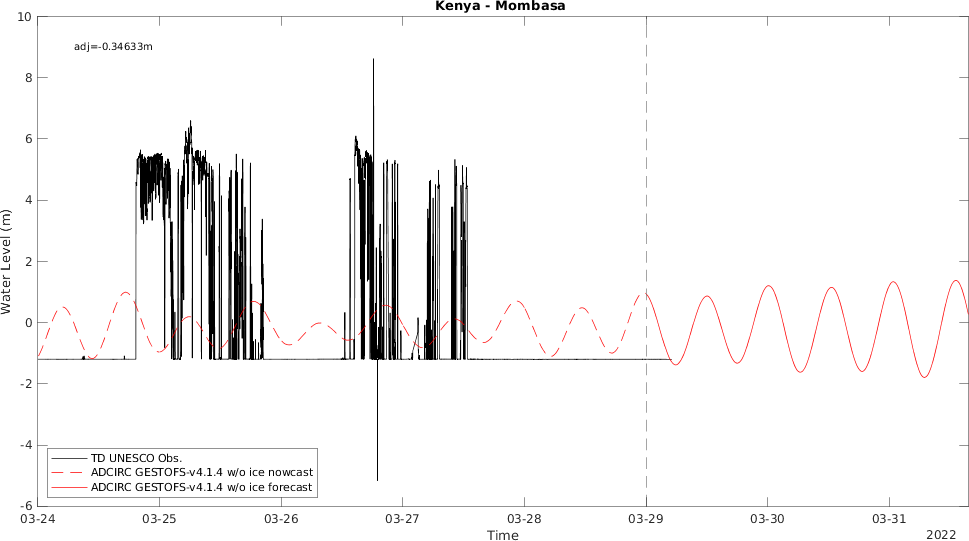 Kenya - Mombasa
adj=-0.34633m
10
8
6
4
2
0
-2
-4
-6
Water Level (m)
TD UNESCO Obs.
ADCIRC GESTOFS-v4.1.4 w/o ice nowcast
ADCIRC GESTOFS-v4.1.4 w/o ice forecast
03-24 03-25 03-26 03-27 03-28 03-29 03-30 03-31
Time
2022